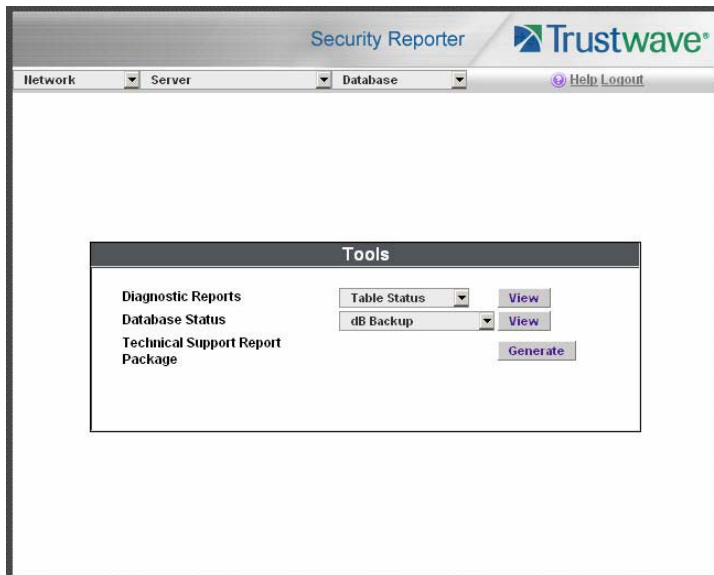 Security Reporter
Trustwave®
Network Server Database Help Logout
Tools
Diagnostic Reports Table Status View
Database Status dB Backup View
Technical Support Report
Package
Generate